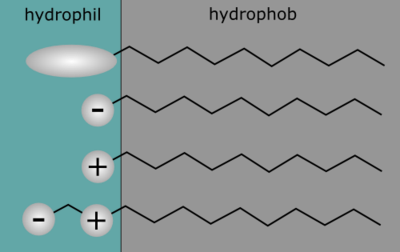 hydrophil hydrophob
-
+
- +